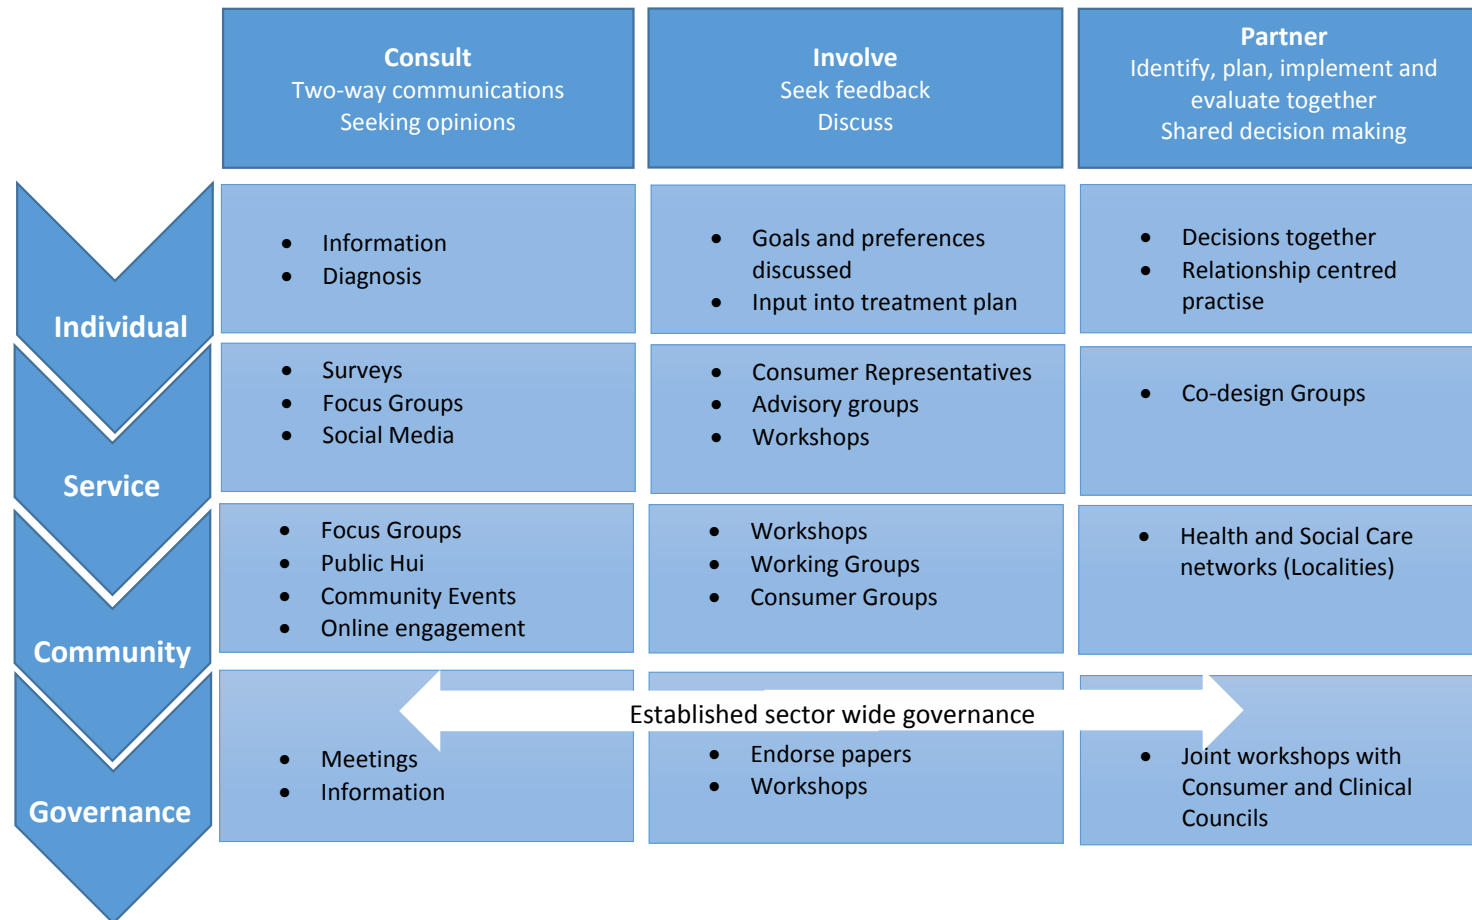 Consult
Two-way communications
Seeking opinions
Involve
Seek feedback
Discuss
Partner
Identify, plan, implement and
evaluate together
Shared decision making
Individual
• Information
• Diagnosis
• Goals and preferences
discussed
• Input into treatment plan
• Decisions together
• Relationship centred
practise
Service
• Surveys
• Focus Groups
• Social Media
• Consumer Representatives
• Advisory groups
• Workshops
• Co-design Groups
Community
• Focus Groups
• Public Hui
• Community Events
• Online engagement
• Workshops
• Working Groups
• Consumer Groups
• Health and Social Care
networks (Localities)
Established sector wide governance
Governance
• Meetings
• Information
• Endorse papers
• Workshops
• Joint workshops with
Consumer and Clinical
Councils